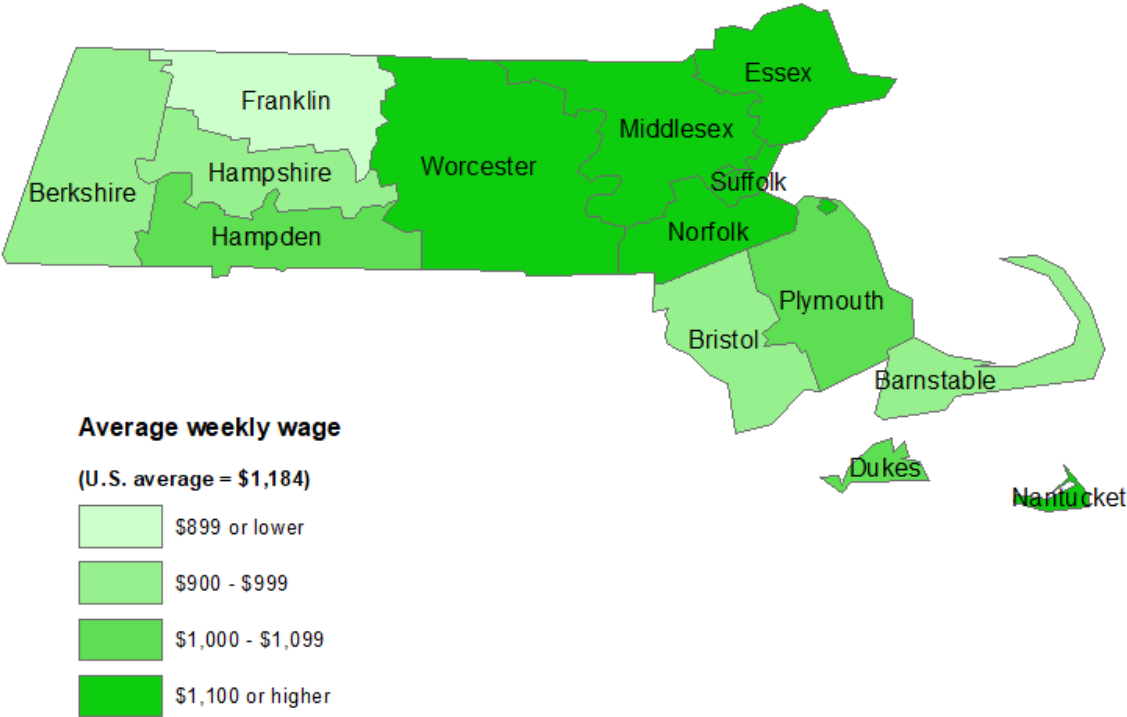 Essex
Franklin
Middlesex
Worcester
Hampshire
Suffolk
Berkshire
Norfolk
Hampden
Plymouth
Bristol
Barnstable
Dukes
Nantucket
Average weekly wage
(U.S. average = $1,184)
$899 or lower
$900 - $999
$1,000 - $1,099
$1,100 or higher